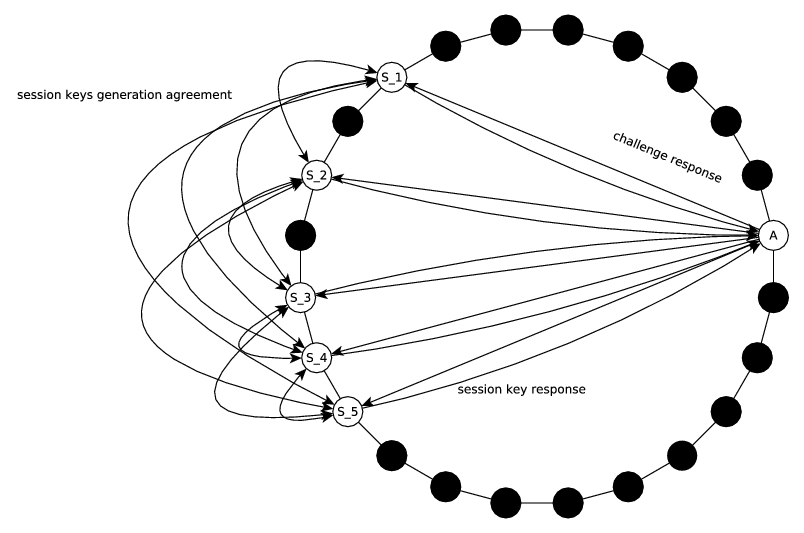 S_1
session keys generation agreement
challenge response
S_2
A
S_3
S_4
session key response
S_5